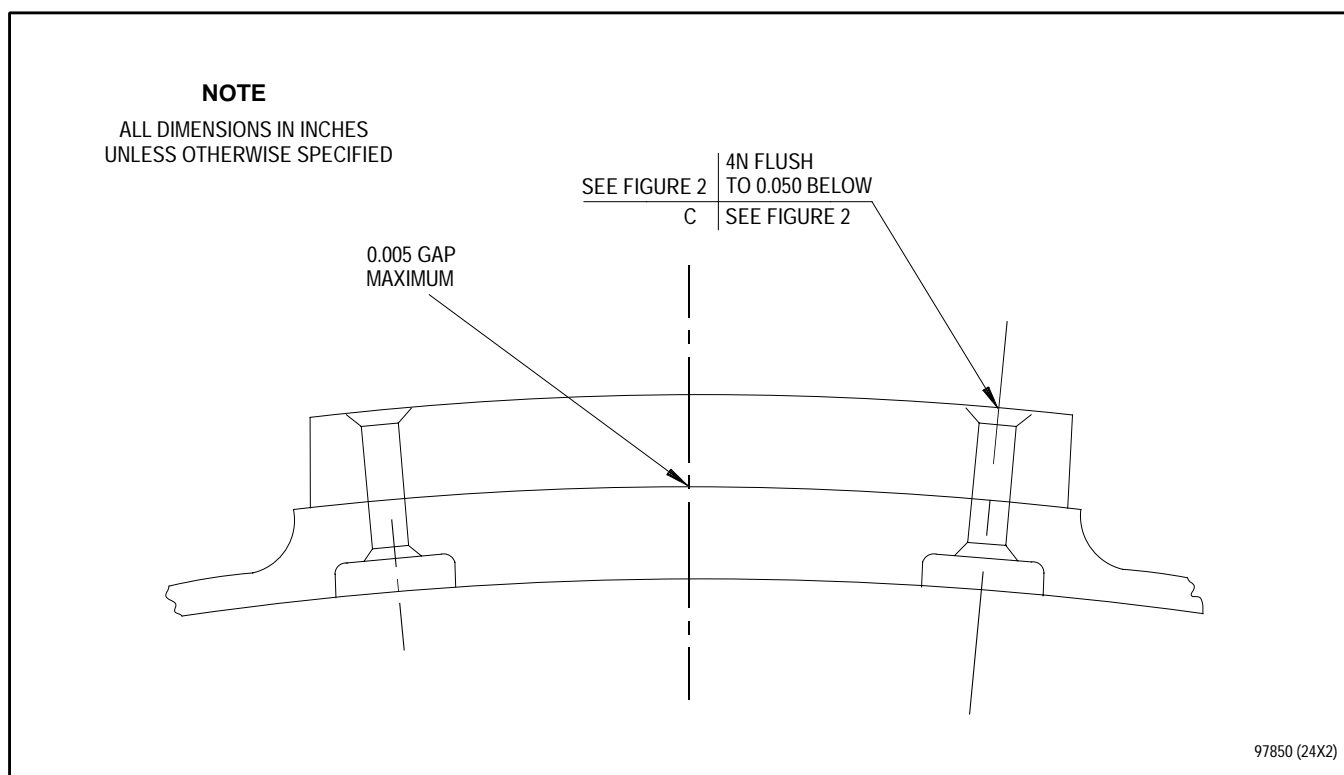 NOTE
ALL DIMENSIONS IN INCHES
UNLESS OTHERWISE SPECIFIED
SEE FIGURE 2
4N FLUSH
TO 0.050 BELOW
C
SEE FIGURE 2
0.005 GAP
MAXIMUM
97850 (24X2)